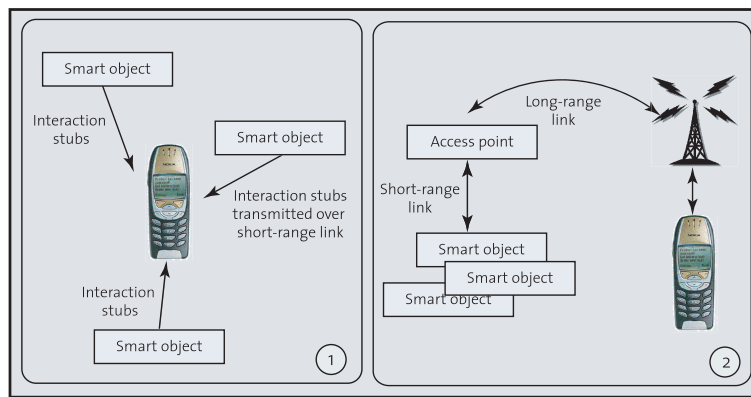 Smart object
Interaction
stubs
Smart object
Interaction stubs
transmitted over
short-range link
Interaction
stubs
Smart object
1
Long-range
link
Access point
Short-range
link
Smart object
Smart object
Smart object
2